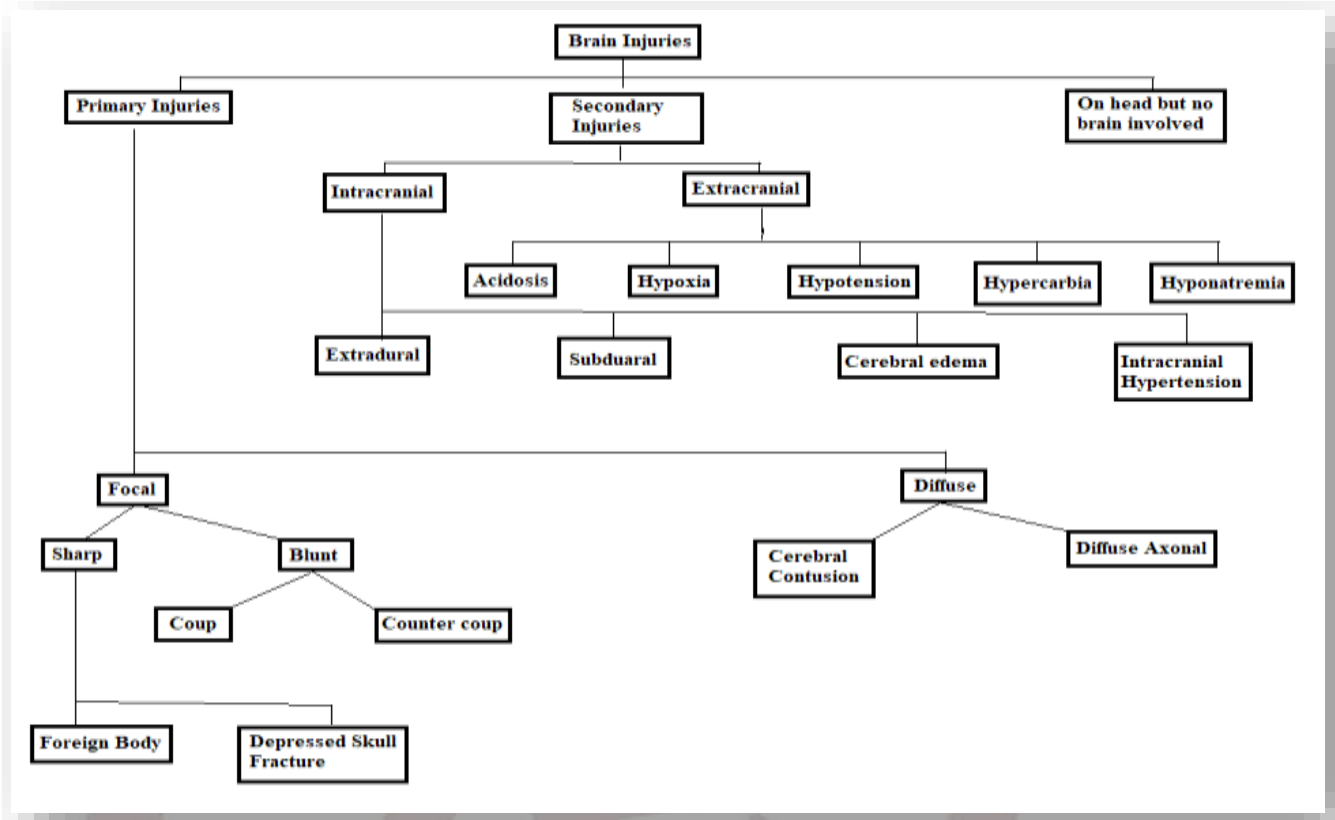 Brain Injuries
Primary Injuries
Secondary
Injuries
On head but no
brain involved
Intracranial
Extracranial
Acidosis
Hypoxia
Hypotension
Hypercarbia
Hyponatremia
Extradural
Subduaral
Cerebral edema
Intracranial
Hypertension
Focal
Diffuse
Sharp
Blunt
Cerebral
Contusion
Diffuse Axonal
Coup
Counter coup
Foreign Body
Depressed Skull
Fracture